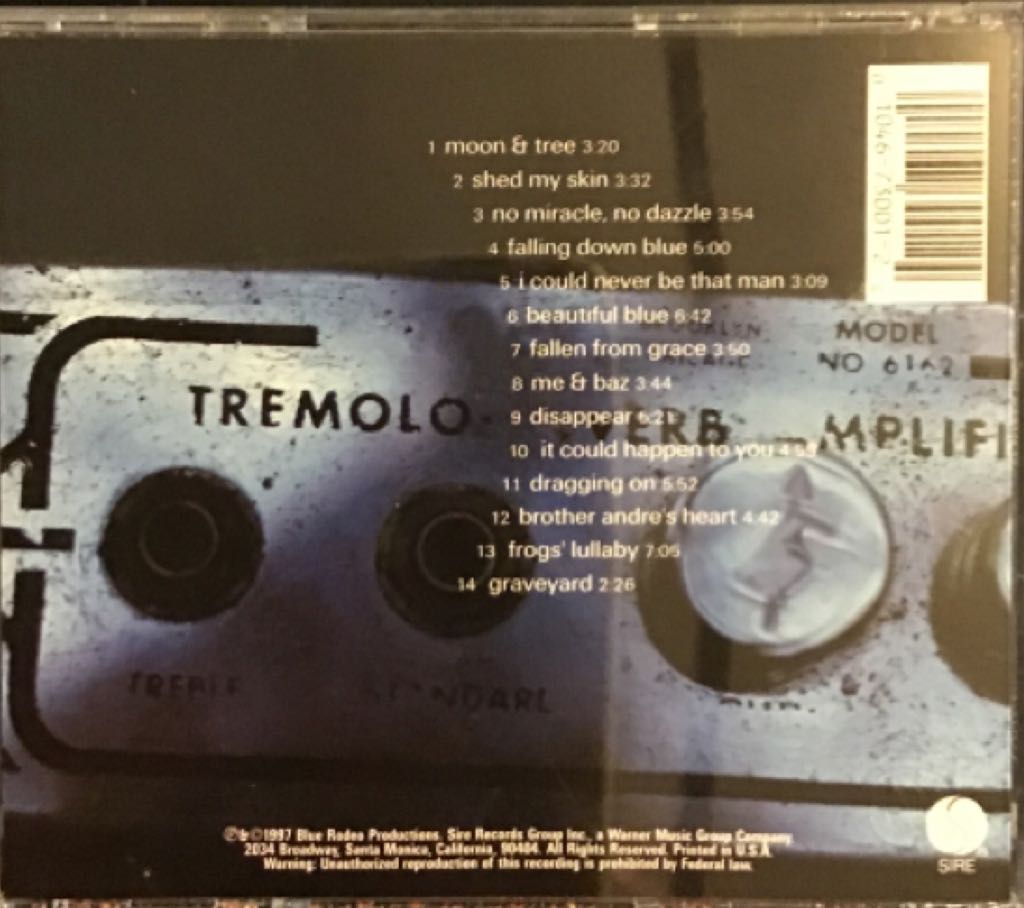 1 moon & tree 3:20
2 shed my skin 3:32
3 no miracle, no dazzle 3:54
4 falling down blue 5:00
5 i could never be that man 3:09
6 beautiful blue 6:42
7 fallen from grace 3:50
8 me & baz 3:44
9 disappear 5:21
10 it could happen to you 4:59
11 dragging on 5:52
12 brother andre's heart 4:42
13 frogs' lullaby 7:05
14 graveyard 2:26
MODEL
NO
TREMOLO
TREBLE
℗&©1997 Blue Rodeo Productions. Sire Records Group Inc., a Warner Music Group Company
2034 Broadway, Santa Monica, California, 90404. All Rights Reserved. Printed in U.S.A.
Warning: Unauthorized reproduction of this recording is prohibited by Federal law.
SIRE